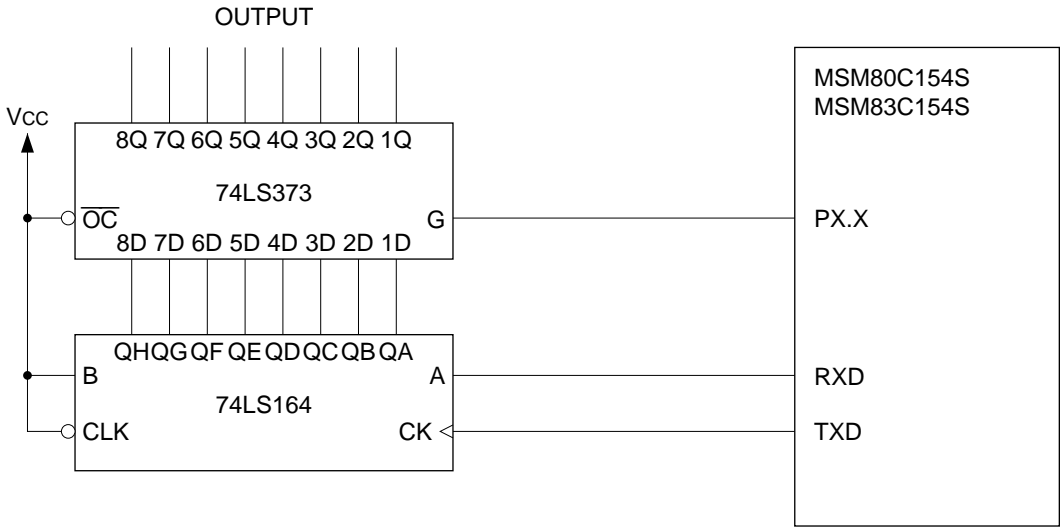 OUTPUT
MSM80C154S
MSM83C154S
VCC
8Q 7Q 6Q 5Q 4Q 3Q 2Q 1Q
74LS373
OC
G
PX.X
8D 7D 6D 5D 4D 3D 2D 1D
QH QG QF QE QD QC QB QA
B
A
RXD
74LS164
CLK
CK
TXD